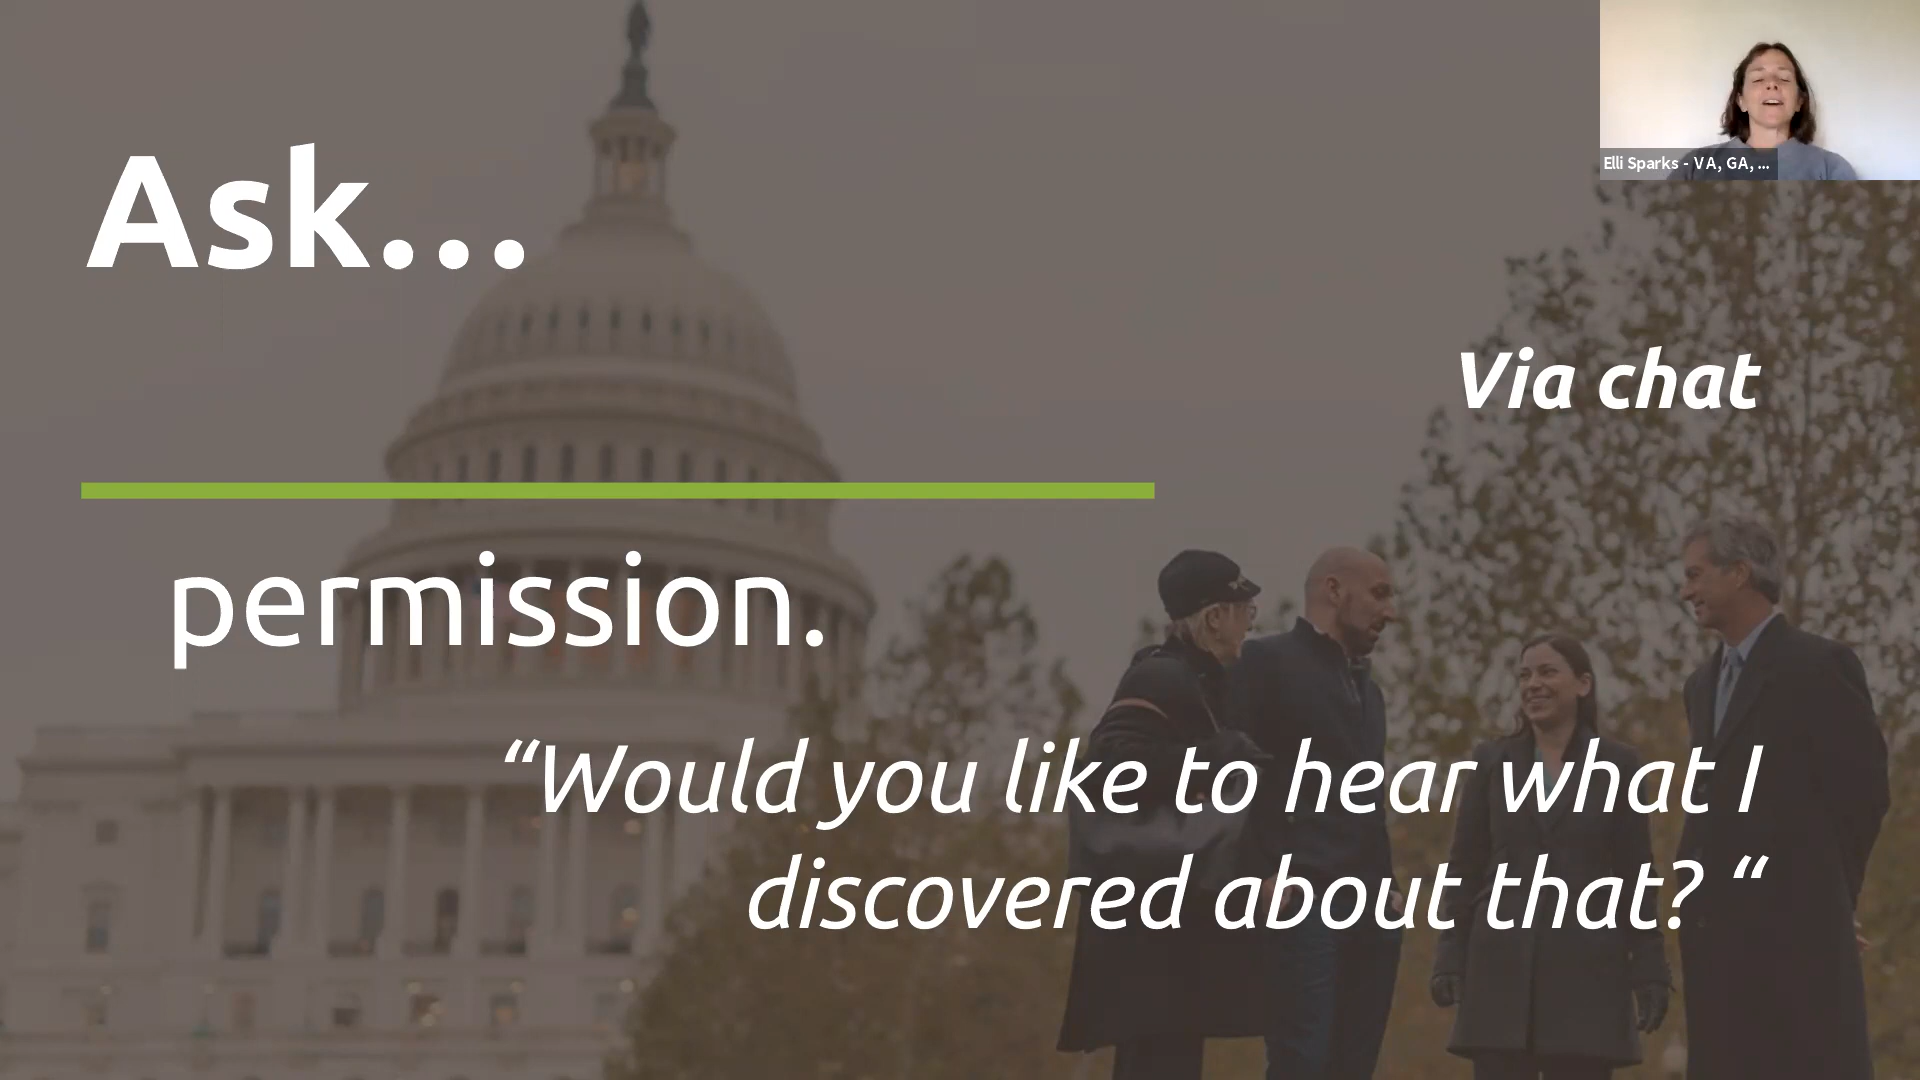 Elli Sparks - VA, GA, ...
Ask...
Via chat
permission.
“Would you like to hear what I
discovered about that? “